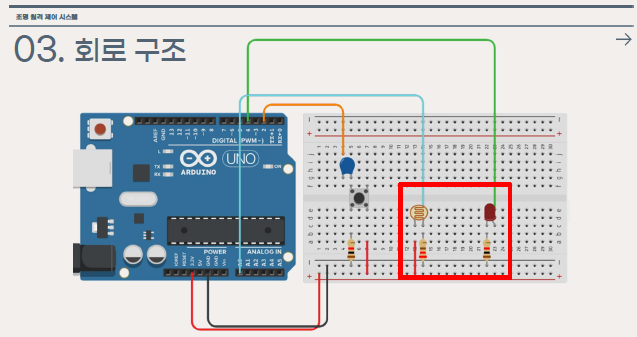 조명 원격 제어 시스템
03. 회로 구조
→
AREF
GND
13
12
~11
~10
~9
8
7
~6
~5
4
~3
2
TX→1
RX←0
DIGITAL (PWM~)
L
TX
RX
UNO
ON
ARDUINO
POWER
ANALOG IN
IOREF
RESET
3.3V
5V
GND
GND
Vin
A0
A1
A2
A3
A4
A5